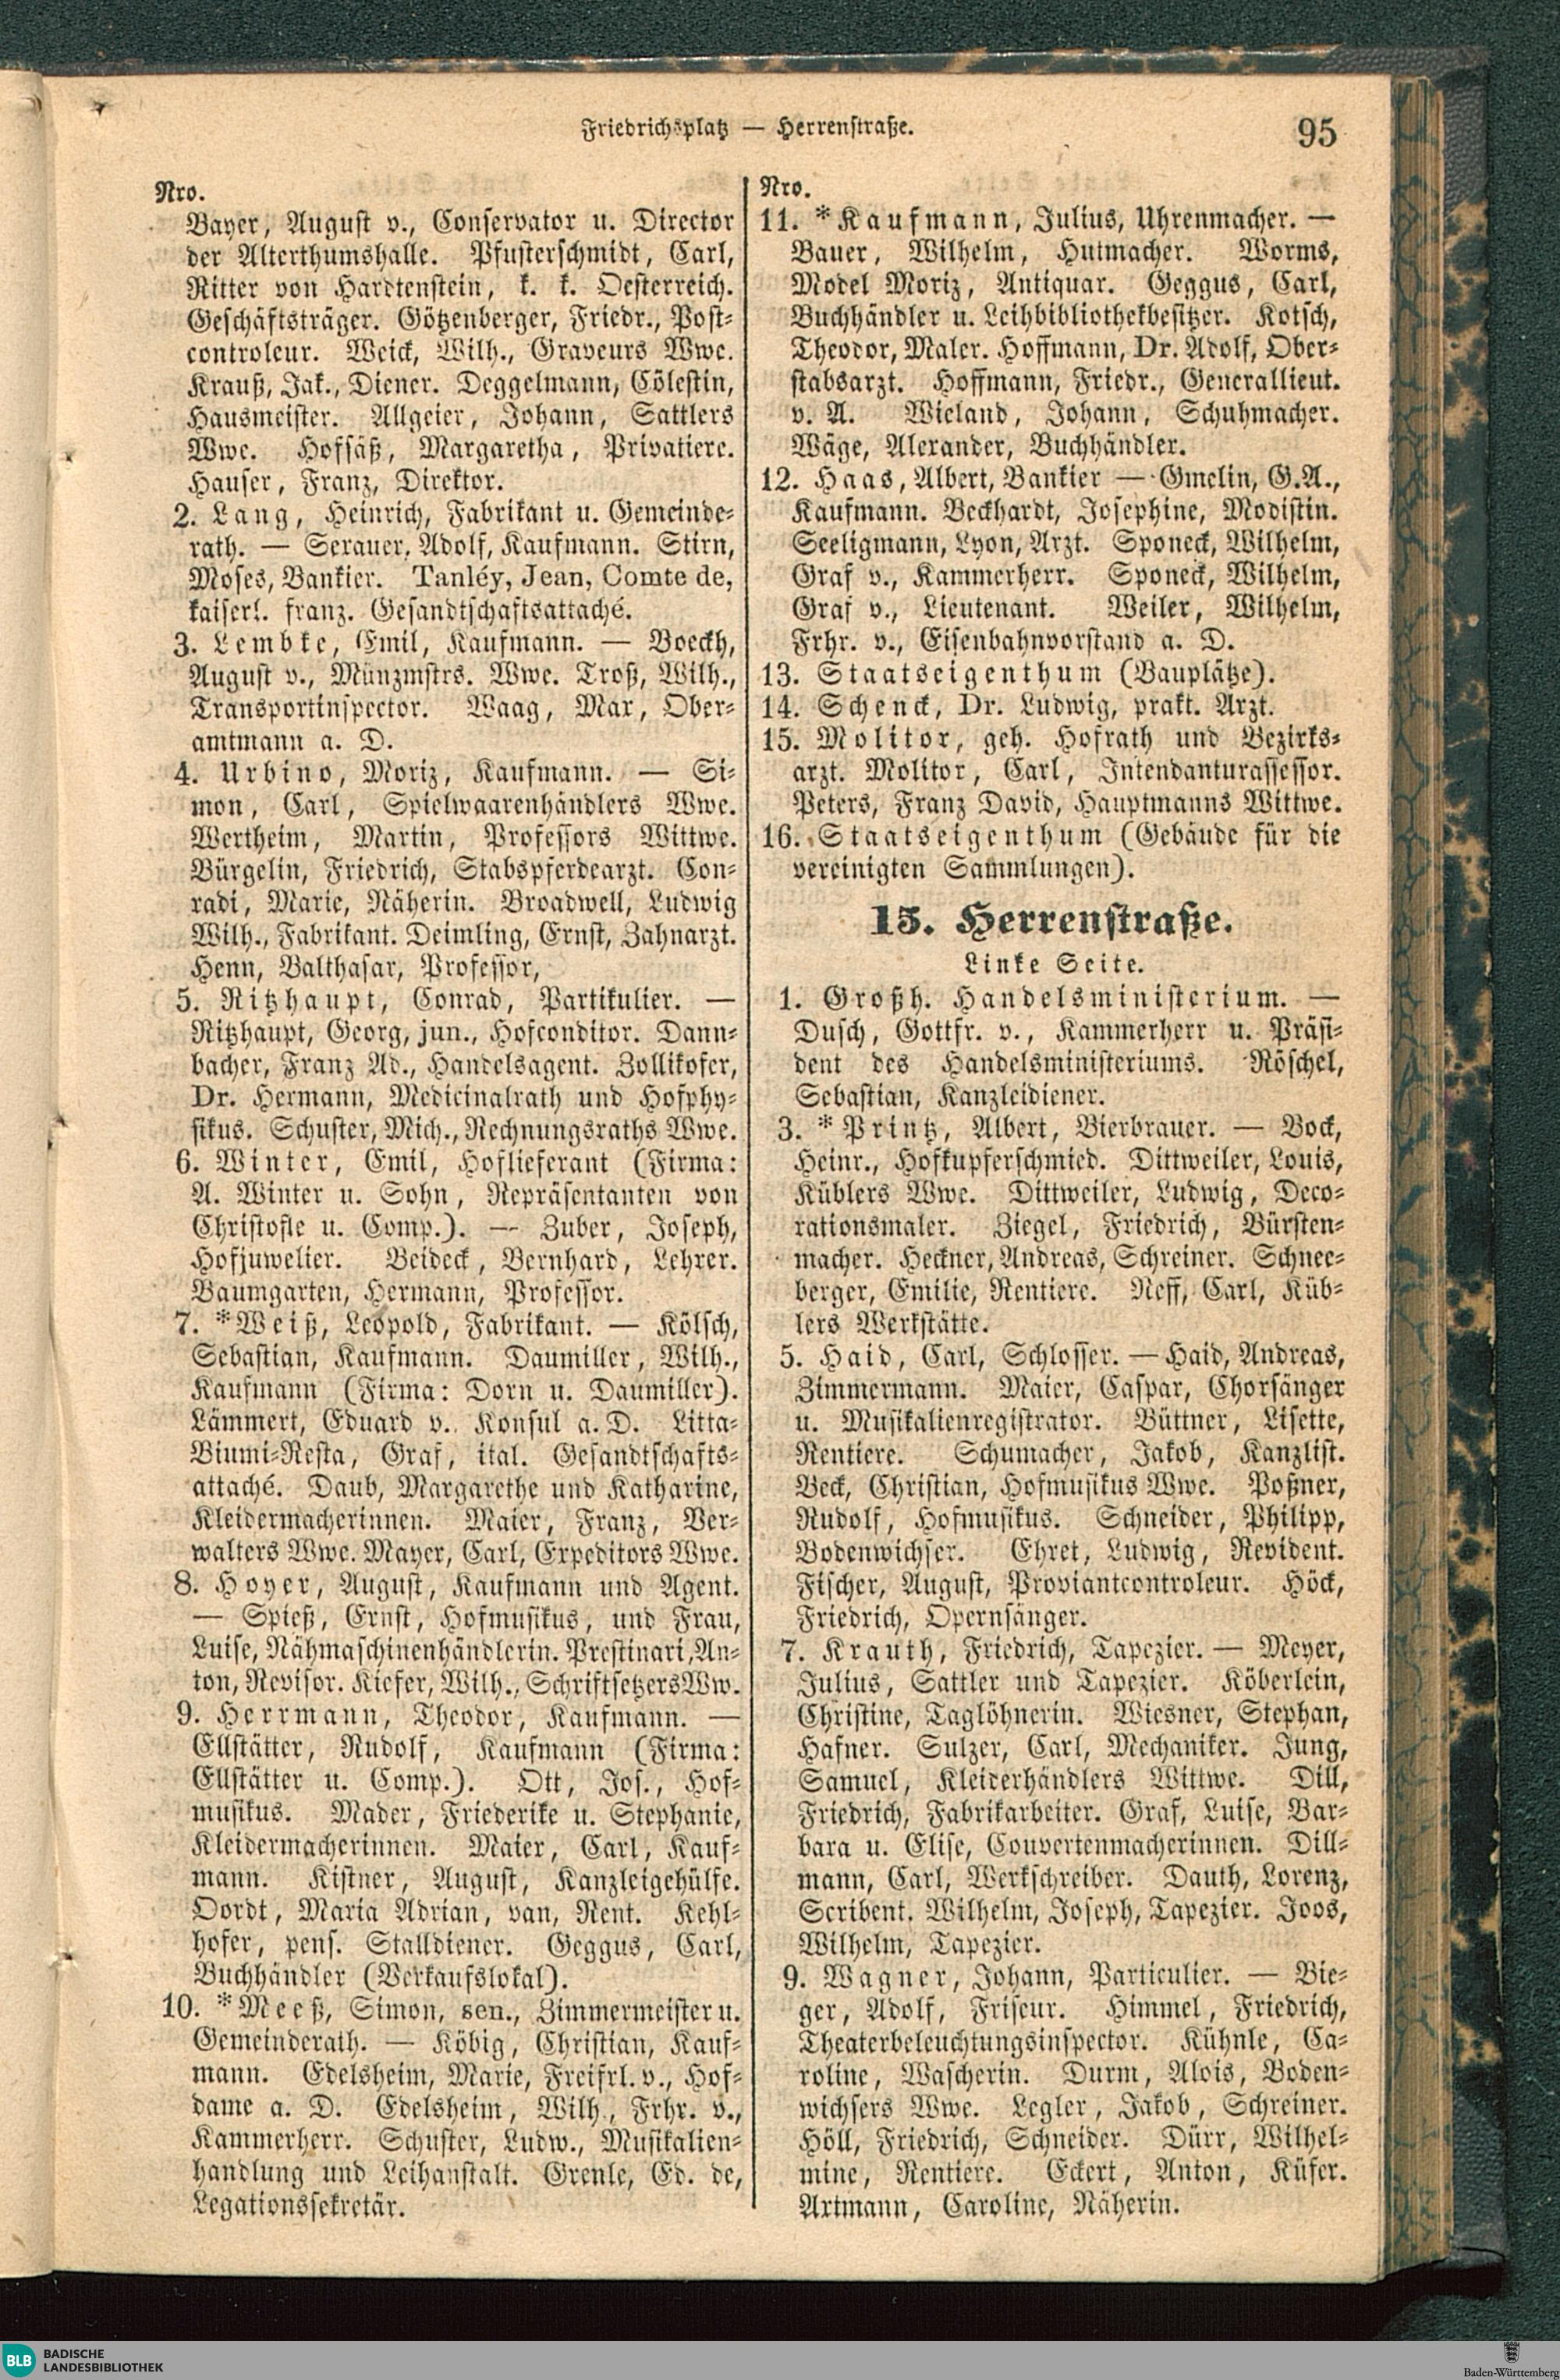 Friedrichsplatz — Herrenstraße.
95
Nro.
Bayer, August v., Conservator u. Director
der Alterthumshalle. Pfusterschmidt, Carl,
Ritter von Hardtenstein, k. k. Oesterreich.
Geschäftsträger. Götzenberger, Friedr., Post-
controleur. Weick, Wilh., Graveurs Wwe.
Krauß, Jak., Diener. Deggelmann, Cölestin,
Hausmeister. Allgeier, Johann, Sattlers
Wwe. Hofsäß, Margaretha, Privatiere.
Hauser, Franz, Direktor.
2. Lang, Heinrich, Fabrikant u. Gemeinde-
rath. — Serauer, Adolf, Kaufmann. Stirn,
Moses, Bankier. Tanléy, Jean, Comte de,
kaiserl. franz. Gesandtschaftsattaché.
3. Lembke, Emil, Kaufmann. — Boeckh,
August v., Münzmstrs. Wwe. Troß, Wilh.,
Transportinspector. Waag, Max, Ober-
amtmann a. D.
4. Urbino, Moriz, Kaufmann. — Si-
mon, Carl, Spielwaarenhändlers Wwe.
Wertheim, Martin, Professors Wittwe.
Bürgelin, Friedrich, Stabspferdearzt. Con-
radi, Marie, Näherin. Broadwell, Ludwig
Wilh., Fabrikant. Deimling, Ernst, Zahnarzt.
Henn, Balthasar, Professor,
5. Ritzhaupt, Conrad, Partikulier. —
Ritzhaupt, Georg, jun., Hofconditor. Dann-
bacher, Franz Ad., Handelsagent. Zollikofer,
Dr. Hermann, Medicinalrath und Hofphy-
sikus. Schuster, Mich., Rechnungsraths Wwe.
6. Winter, Emil, Hoflieferant (Firma:
A. Winter u. Sohn, Repräsentanten von
Christofle u. Comp.). — Zuber, Joseph,
Hofjuwelier. Beideck, Bernhard, Lehrer.
Baumgarten, Hermann, Professor.
7. *Weiß, Leopold, Fabrikant. — Kölsch,
Sebastian, Kaufmann. Daumiller, Wilh.,
Kaufmann (Firma: Dorn u. Daumiller).
Lämmert, Eduard v., Konsul a. D. Litta-
Biumi-Resta, Graf, ital. Gesandtschafts-
attaché. Daub, Margarethe und Katharine,
Kleidermacherinnen. Maier, Franz, Ver-
walters Wwe. Mayer, Carl, Expeditors Wwe.
8. Hoyer, August, Kaufmann und Agent.
— Spieß, Ernst, Hofmusikus, und Frau,
Luise, Nähmaschinenhändlerin. Prestinari, An-
ton, Revisor. Kiefer, Wilh., Schriftsetzers Ww.
9. Herrmann, Theodor, Kaufmann. —
Ellstätter, Rudolf, Kaufmann (Firma:
Ellstätter u. Comp.). Ott, Jos., Hof-
musikus. Mader, Friederike u. Stephanie,
Kleidermacherinnen. Maier, Carl, Kauf-
mann. Kistner, August, Kanzleigehülfe.
Oordt, Maria Adrian, van, Rent. Kehl-
hofer, pens. Stalldiener. Geggus, Carl,
Buchhändler (Verkaufslokal).
10. *Meeß, Simon, sen., Zimmermeister u.
Gemeinderath. — Köbig, Christian, Kauf-
mann. Edelsheim, Marie, Freifrl. v., Hof-
dame a. D. Edelsheim, Wilh., Frhr. v.,
Kammerherr. Schuster, Ludw., Musikalien-
handlung und Leihanstalt. Grenle, Ed. de,
Legationssekretär.
Nro.
11. *Kaufmann, Julius, Uhrenmacher. —
Bauer, Wilhelm, Hutmacher. Worms,
Model Moriz, Antiquar. Geggus, Carl,
Buchhändler u. Leihbibliothekbesitzer. Kotsch,
Theodor, Maler. Hoffmann, Dr. Adolf, Ober-
stabsarzt. Hoffmann, Friedr., Generallieut.
v. A. Wieland, Johann, Schuhmacher.
Wäge, Alexander, Buchhändler.
12. Haas, Albert, Bankier — Gmelin, G.A.,
Kaufmann. Beckhardt, Josephine, Modistin.
Seeligmann, Lyon, Arzt. Sponeck, Wilhelm,
Graf v., Kammerherr. Sponeck, Wilhelm,
Graf v., Lieutenant. Weiler, Wilhelm,
Frhr. v., Eisenbahnvorstand a. D.
13. Staatseigenthum (Bauplätze).
14. Schenck, Dr. Ludwig, prakt. Arzt.
15. Molitor, geh. Hofrath und Bezirks-
arzt. Molitor, Carl, Intendanturassessor.
Peters, Franz David, Hauptmanns Wittwe.
16. Staatseigenthum (Gebäude für die
vereinigten Sammlungen).
15. Herrenstraße.
Linke Seite.
1. Großh. Handelsministerium. —
Dusch, Gottfr. v., Kammerherr u. Präsi-
dent des Handelsministeriums. Röschel,
Sebastian, Kanzleidiener.
3. *Printz, Albert, Bierbrauer. — Bock,
Heinr., Hofkupferschmied. Dittweiler, Louis,
Küblers Wwe. Dittweiler, Ludwig, Deco-
rationsmaler. Ziegel, Friedrich, Bürsten-
macher. Heckner, Andreas, Schreiner. Schnee-
berger, Emilie, Rentiere. Neff, Carl, Küb-
lers Werkstätte.
5. Haid, Carl, Schlosser. — Haid, Andreas,
Zimmermann. Maier, Caspar, Chorsänger
u. Musikalienregistrator. Büttner, Lisette,
Rentiere. Schumacher, Jakob, Kanzlist.
Beck, Christian, Hofmusikus Wwe. Poßner,
Rudolf, Hofmusikus. Schneider, Philipp,
Bodenwichser. Ehret, Ludwig, Revident.
Fischer, August, Proviantcontroleur. Höck,
Friedrich, Opernsänger.
7. Krauth, Friedrich, Tapezier. — Meyer,
Julius, Sattler und Tapezier. Köberlein,
Christine, Taglöhnerin. Wiesner, Stephan,
Hafner. Sulzer, Carl, Mechaniker. Jung,
Samuel, Kleiderhändlers Wittwe. Dill,
Friedrich, Fabrikarbeiter. Graf, Luise, Bar-
bara u. Elise, Couvertenmacherinnen. Dill-
mann, Carl, Werkschreiber. Dauth, Lorenz,
Scribent. Wilhelm, Joseph, Tapezier. Joos,
Wilhelm, Tapezier.
9. Wagner, Johann, Particulier. — Bie-
ger, Adolf, Friseur. Himmel, Friedrich,
Theaterbeleuchtungsinspector. Kühnle, Ca-
roline, Wascherin. Durm, Alois, Boden-
wichsers Wwe. Legler, Jakob, Schreiner.
Höll, Friedrich, Schneider. Dürr, Wilhel-
mine, Rentiere. Eckert, Anton, Küfer.
Artmann, Caroline, Näherin.
BLB BADISCHE
LANDESBIBLIOTHEK
Baden-Württemberg